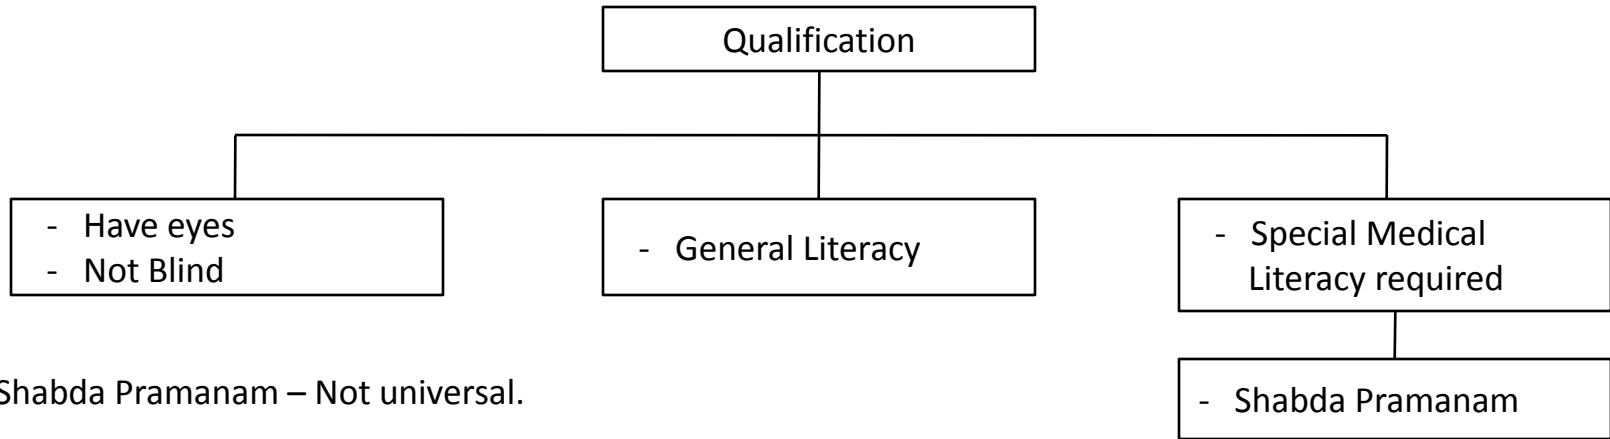 Qualification
- Have eyes
- Not Blind
- General Literacy
- Special Medical
Literacy required
Shabda Pramanam – Not universal.
- Shabda Pramanam